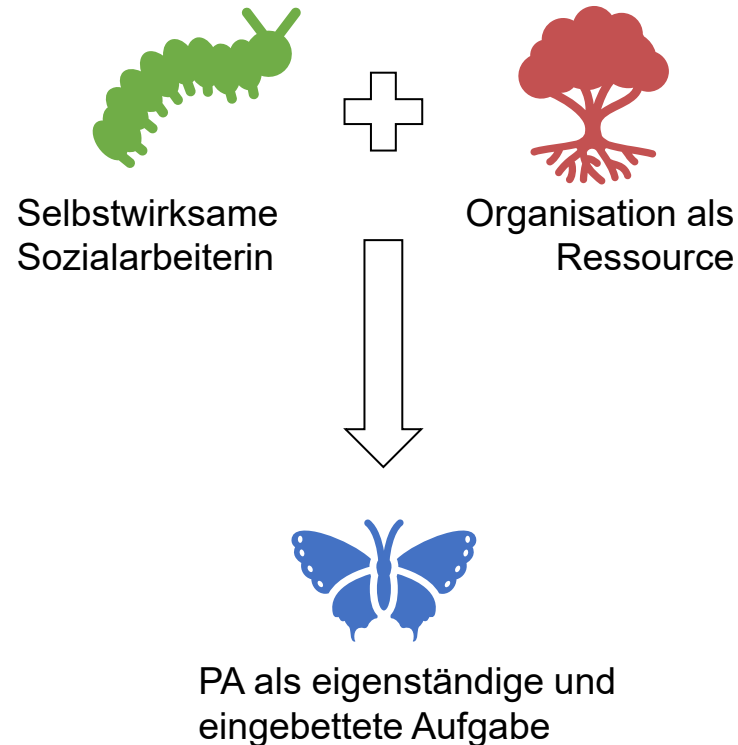 Selbstwirksame
Sozialarbeiterin
Organisation als
Ressource
PA als eigenständige und
eingebettete Aufgabe